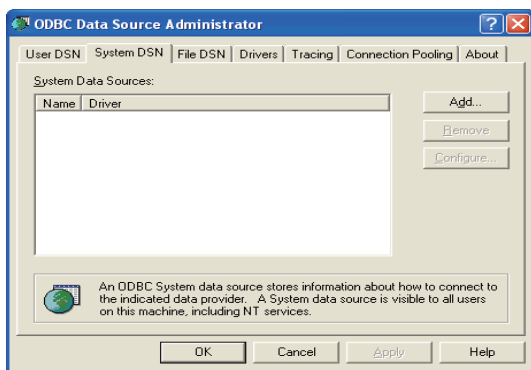 ODBC Data Source Administrator
User DSN System DSN File DSN Drivers Tracing Connection Pooling About
System Data Sources:
Name Driver
Add...
Remove
Configure...
An ODBC System data source stores information about how to connect to
the indicated data provider. A System data source is visible to all users
on this machine, including NT services.
OK Cancel Apply Help